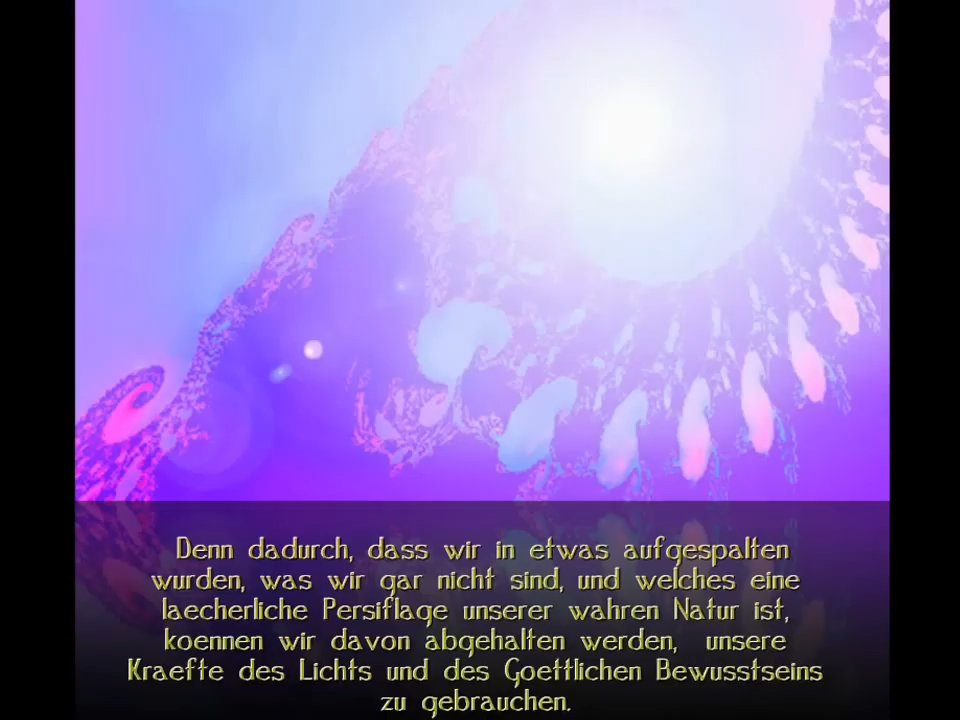 Denn dadurch, dass wir in etwas aufgespalten
wurden, was wir gar nicht sind, und welches eine
laecherliche Persiflage unserer wahren Natur ist,
koennen wir davon abgehalten werden, unsere
Kraefte des Lichts und des Goettlichen Bewusstseins
zu gebrauchen.